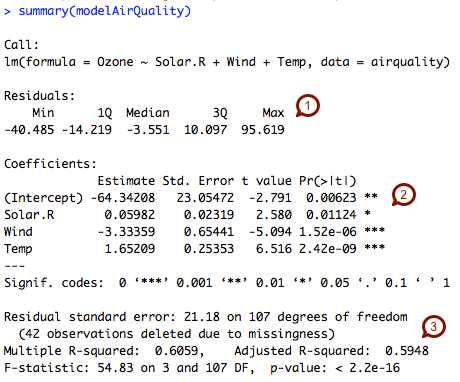 > summary(modelAirQuality)
Call:
lm(formula = Ozone ~ Solar.R + Wind + Temp, data = airquality)
Residuals:
    Min      1Q  Median      3Q     Max
-40.485 -14.219  -3.551  10.097  95.619
1
Coefficients:
             Estimate Std. Error t value Pr(>|t|)
(Intercept) -64.34208   23.05472  -2.791  0.00623 **
2
Solar.R       0.05982    0.02319   2.580  0.01124 *
Wind         -3.33359    0.65441  -5.094 1.52e-06 ***
Temp          1.65209    0.25353   6.516 2.42e-09 ***
---
Signif. codes:  0 ‘***’ 0.001 ‘**’ 0.01 ‘*’ 0.05 ‘.’ 0.1 ‘ ’ 1
Residual standard error: 21.18 on 107 degrees of freedom
  (42 observations deleted due to missingness)
3
Multiple R-squared:  0.6059,    Adjusted R-squared:  0.5948
F-statistic: 54.83 on 3 and 107 DF,  p-value: < 2.2e-16